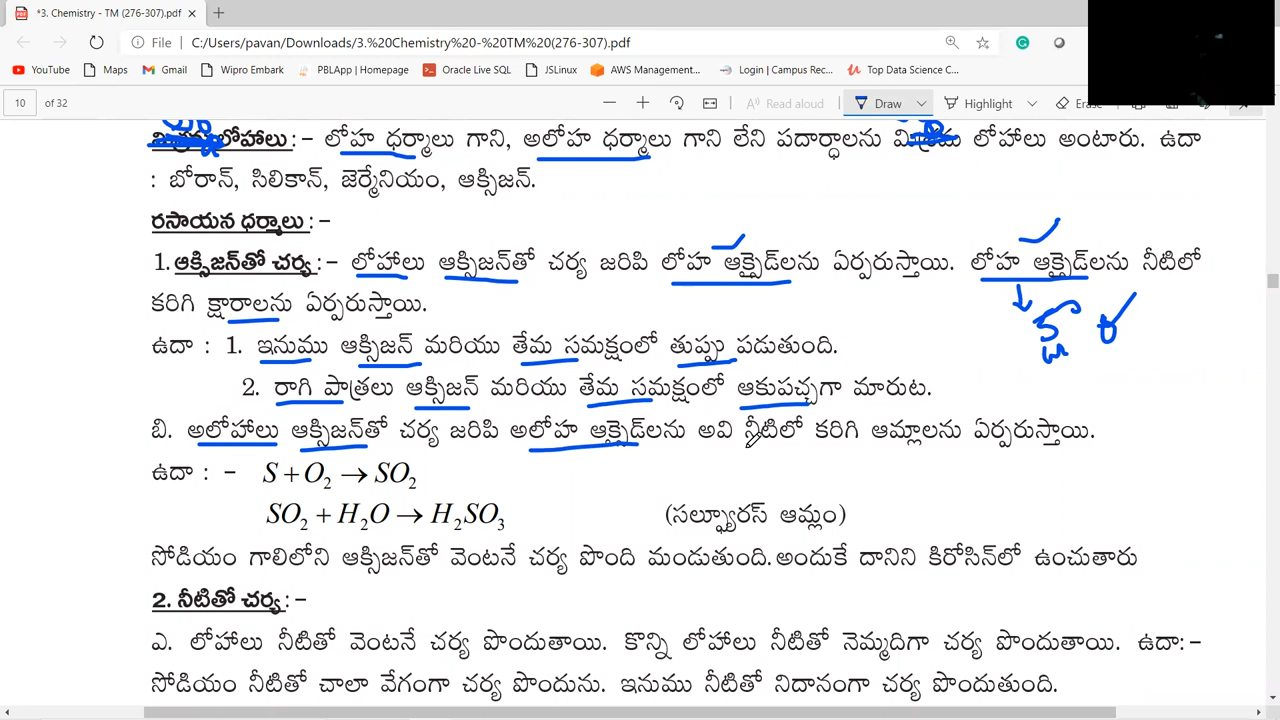 *3. Chemistry - TM (276-307).pdf
File C:/Users/pavan/Downloads/3.%20Chemistry%20-%20TM%20(276-307).pdf
YouTube Maps Gmail Wipro Embark PBLApp | Homepage Oracle Live SQL JSLinux AWS Management... Login | Campus Rec... Top Data Science C...
10 of 32 Read aloud Draw Highlight Erase
లోహాలు:- లోహ ధర్మాలు గాని, అలోహ ధర్మాలు గాని లేని పదార్ధాలను లోహాలు అంటారు. ఉదా
: బోరాన్, సిలికాన్, జెర్మేనియం, ఆక్సిజన్.
రసాయన ధర్మాలు:-
1. ఆక్సిజన్‌తో చర్య:- లోహాలు ఆక్సిజన్‌తో చర్య జరిపి లోహ ఆక్సైడ్‌లను ఏర్పరుస్తాయి. లోహ ఆక్సైడ్‌లను నీటిలో
కరిగి క్షారాలను ఏర్పరుస్తాయి.
ఉదా : 1. ఇనుము ఆక్సిజన్ మరియు తేమ సమక్షంలో తుప్పు పడుతుంది.
2. రాగి పాత్రలు ఆక్సిజన్ మరియు తేమ సమక్షంలో ఆకుపచ్చగా మారుట.
బి. అలోహాలు ఆక్సిజన్‌తో చర్య జరిపి అలోహ ఆక్సైడ్‌లను అవి నీటిలో కరిగి ఆమ్లాలను ఏర్పరుస్తాయి.
ఉదా : - S + O₂ → SO₂
SO₂ + H₂O → H₂SO₃ (సల్ఫ్యూరస్ ఆమ్లం)
సోడియం గాలిలోని ఆక్సిజన్‌తో వెంటనే చర్య పొంది మండుతుంది. అందుకే దానిని కిరోసిన్‌లో ఉంచుతారు
2. నీటితో చర్య:-
ఎ. లోహాలు నీటితో వెంటనే చర్య పొందుతాయి. కొన్ని లోహాలు నీటితో నెమ్మదిగా చర్య పొందుతాయి. ఉదా:-
సోడియం నీటితో చాలా వేగంగా చర్య పొందును. ఇనుము నీటితో నిదానంగా చర్య పొందుతుంది.